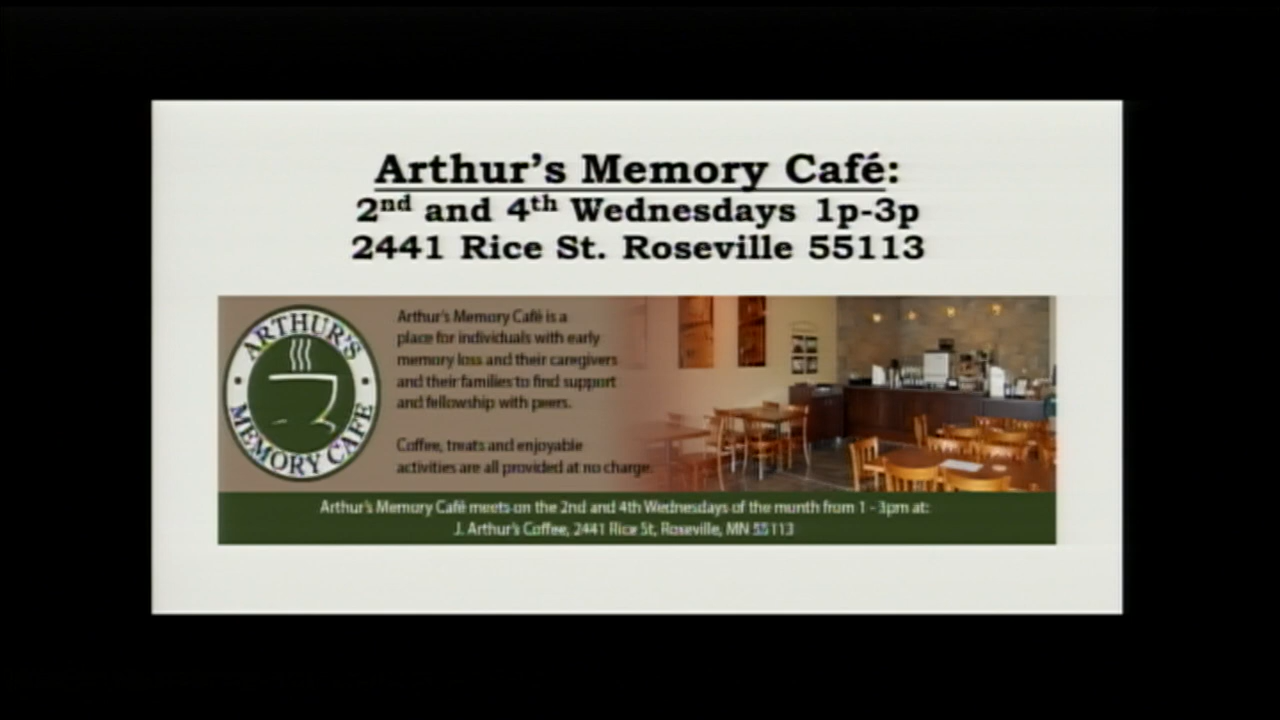 Arthur's Memory Café:
2nd and 4th Wednesdays 1p-3p
2441 Rice St. Roseville 55113
ARTHUR'S
MEMORY CAFÉ
Arthur's Memory Café is a
place for individuals with early
memory loss and their caregivers
and their families to find support
and fellowship with peers.
Coffee, treats and enjoyable
activities are all provided at no charge.
Arthur's Memory Café meets on the 2nd and 4th Wednesdays of the month from 1 - 3pm at:
J. Arthur's Coffee, 2441 Rice St, Roseville, MN 55113